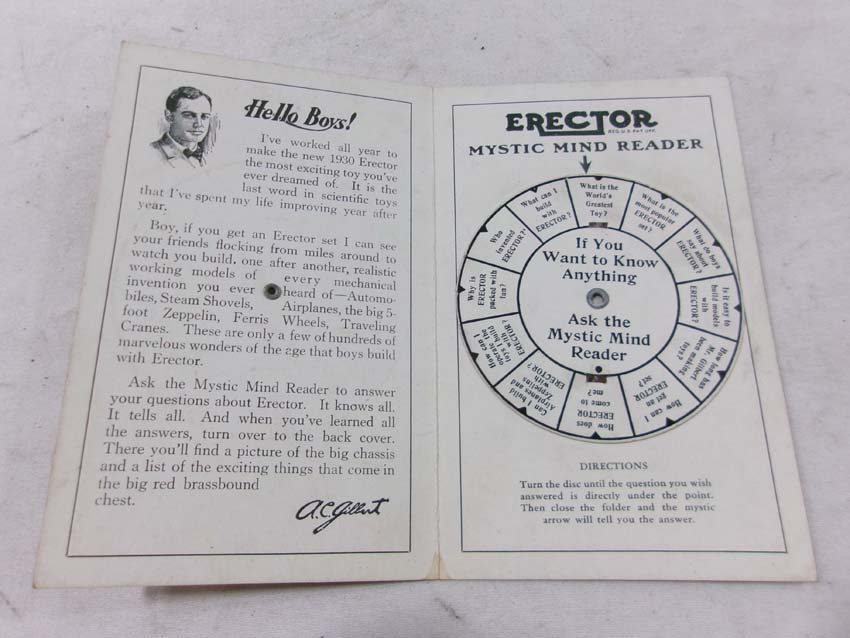 Hello Boys!
I've worked all year to
make the new 1930 Erector
the most exciting toy you've
ever dreamed of. It is the
last word in scientific toys
that I've spent my life improving year after
year.
Boy, if you get an Erector set I can see
your friends flocking from miles around to
watch you build, one after another, realistic
working models of every mechanical
invention you ever heard of—Automo-
biles, Steam Shovels, Airplanes, the big 5-
foot Zeppelin, Ferris Wheels, Traveling
Cranes. These are only a few of hundreds of
marvelous wonders of the age that boys build
with Erector.
Ask the Mystic Mind Reader to answer
your questions about Erector. It knows all.
It tells all. And when you've learned all
the answers, turn over to the back cover.
There you'll find a picture of the big chassis
and a list of the exciting things that come in
the big red brassbound
chest.
A.C. Gilbert
ERECTOR
REG. U.S. PAT. OFF.
MYSTIC MIND READER
What is the
World's
Greatest
Toy?
What is the
most popular
ERECTOR
set?
What do boys
say about
ERECTOR?
Is it easy to
build models
with
ERECTOR?
How long has
Mr. Gilbert
been making
toys?
How can I
get an
ERECTOR
set?
How does
ERECTOR
come to
me?
Can I build
Airplanes and
Zeppelins
with
ERECTOR?
How can I
operate the
toys I build
with
ERECTOR?
Why is
ERECTOR
packed with
fun?
Who
invented
ERECTOR?
What can I
build
with
ERECTOR?
If You
Want to Know
Anything
Ask the
Mystic Mind
Reader
DIRECTIONS
Turn the disc until the question you wish
answered is directly under the point.
Then close the folder and the mystic
arrow will tell you the answer.